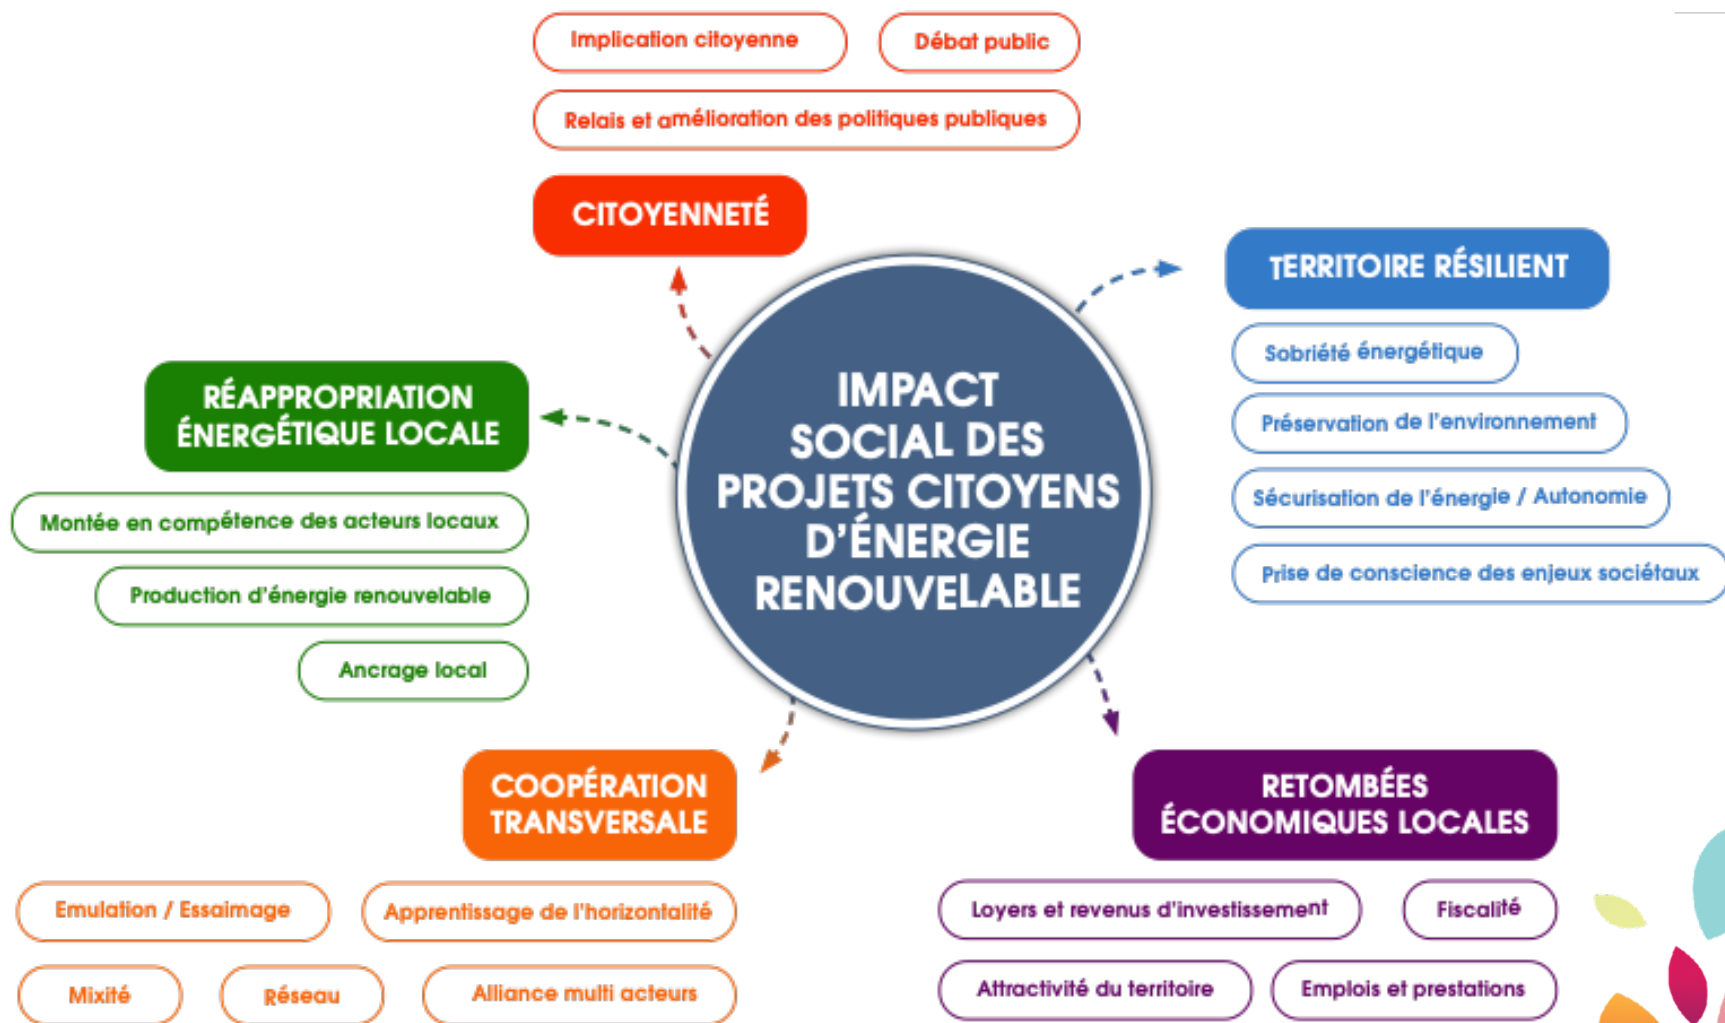 Implication citoyenne
Débat public
Relais et amélioration des politiques publiques
CITOYENNETÉ
TERRITOIRE RÉSILIENT
Sobriété énergétique
Préservation de l'environnement
Sécurisation de l'énergie / Autonomie
Prise de conscience des enjeux sociétaux
IMPACT
SOCIAL DES
PROJETS CITOYENS
D'ÉNERGIE
RENOUVELABLE
RÉAPPROPRIATION
ÉNERGÉTIQUE LOCALE
Montée en compétence des acteurs locaux
Production d'énergie renouvelable
Ancrage local
COOPÉRATION
TRANSVERSALE
Emulation / Essaimage
Apprentissage de l'horizontalité
Mixité
Réseau
Alliance multi acteurs
RETOMBÉES
ÉCONOMIQUES LOCALES
Loyers et revenus d'investissement
Fiscalité
Attractivité du territoire
Emplois et prestations